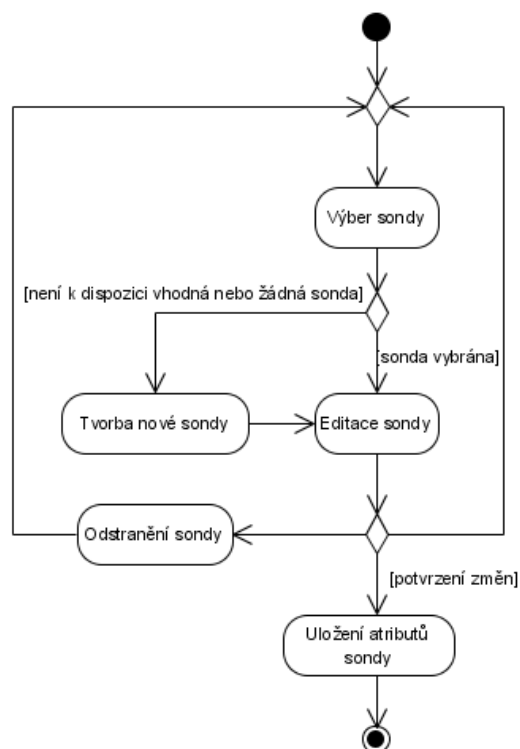 Výber sondy
[není k dispozici vhodná nebo žádná sonda]
[sonda vybrána]
Tvorba nové sondy
Editace sondy
Odstranění sondy
[potvrzení změn]
Uložení atributů
sondy